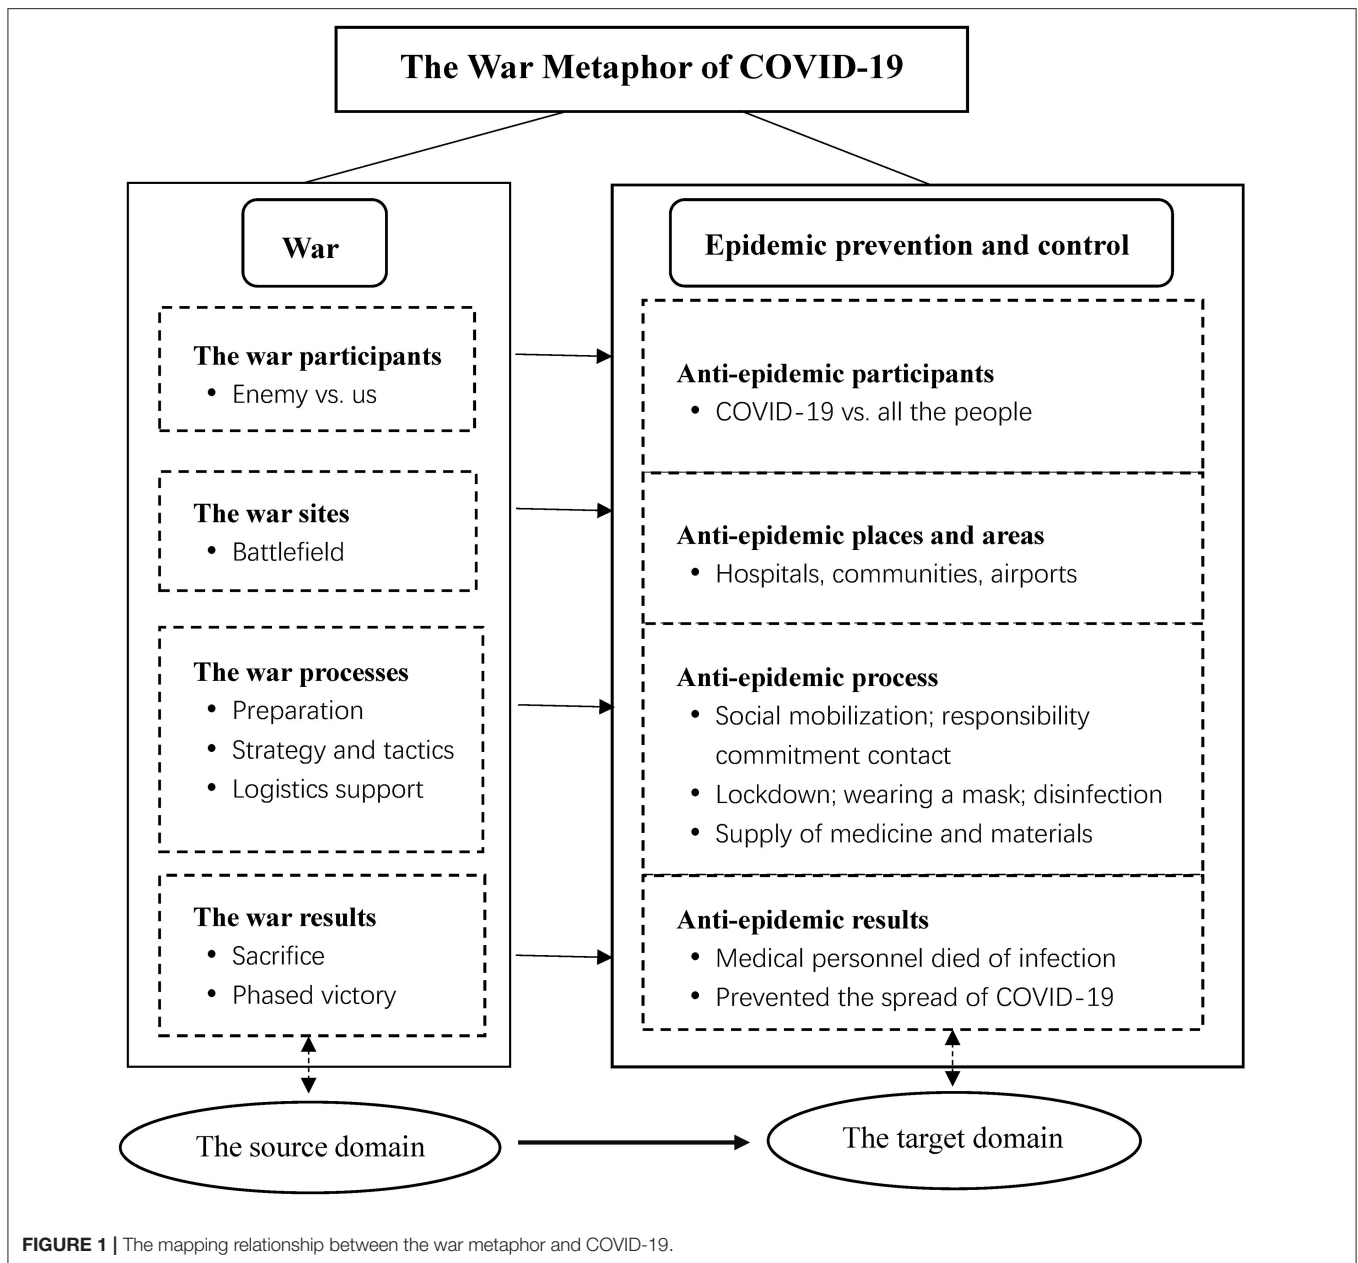 The War Metaphor of COVID-19
War
The war participants
• Enemy vs. us
The war sites
• Battlefield
The war processes
• Preparation
• Strategy and tactics
• Logistics support
The war results
• Sacrifice
• Phased victory
The source domain
Epidemic prevention and control
Anti-epidemic participants
• COVID-19 vs. all the people
Anti-epidemic places and areas
• Hospitals, communities, airports
Anti-epidemic process
• Social mobilization; responsibility
commitment contact
• Lockdown; wearing a mask; disinfection
• Supply of medicine and materials
Anti-epidemic results
• Medical personnel died of infection
• Prevented the spread of COVID-19
The target domain
FIGURE 1 | The mapping relationship between the war metaphor and COVID-19.